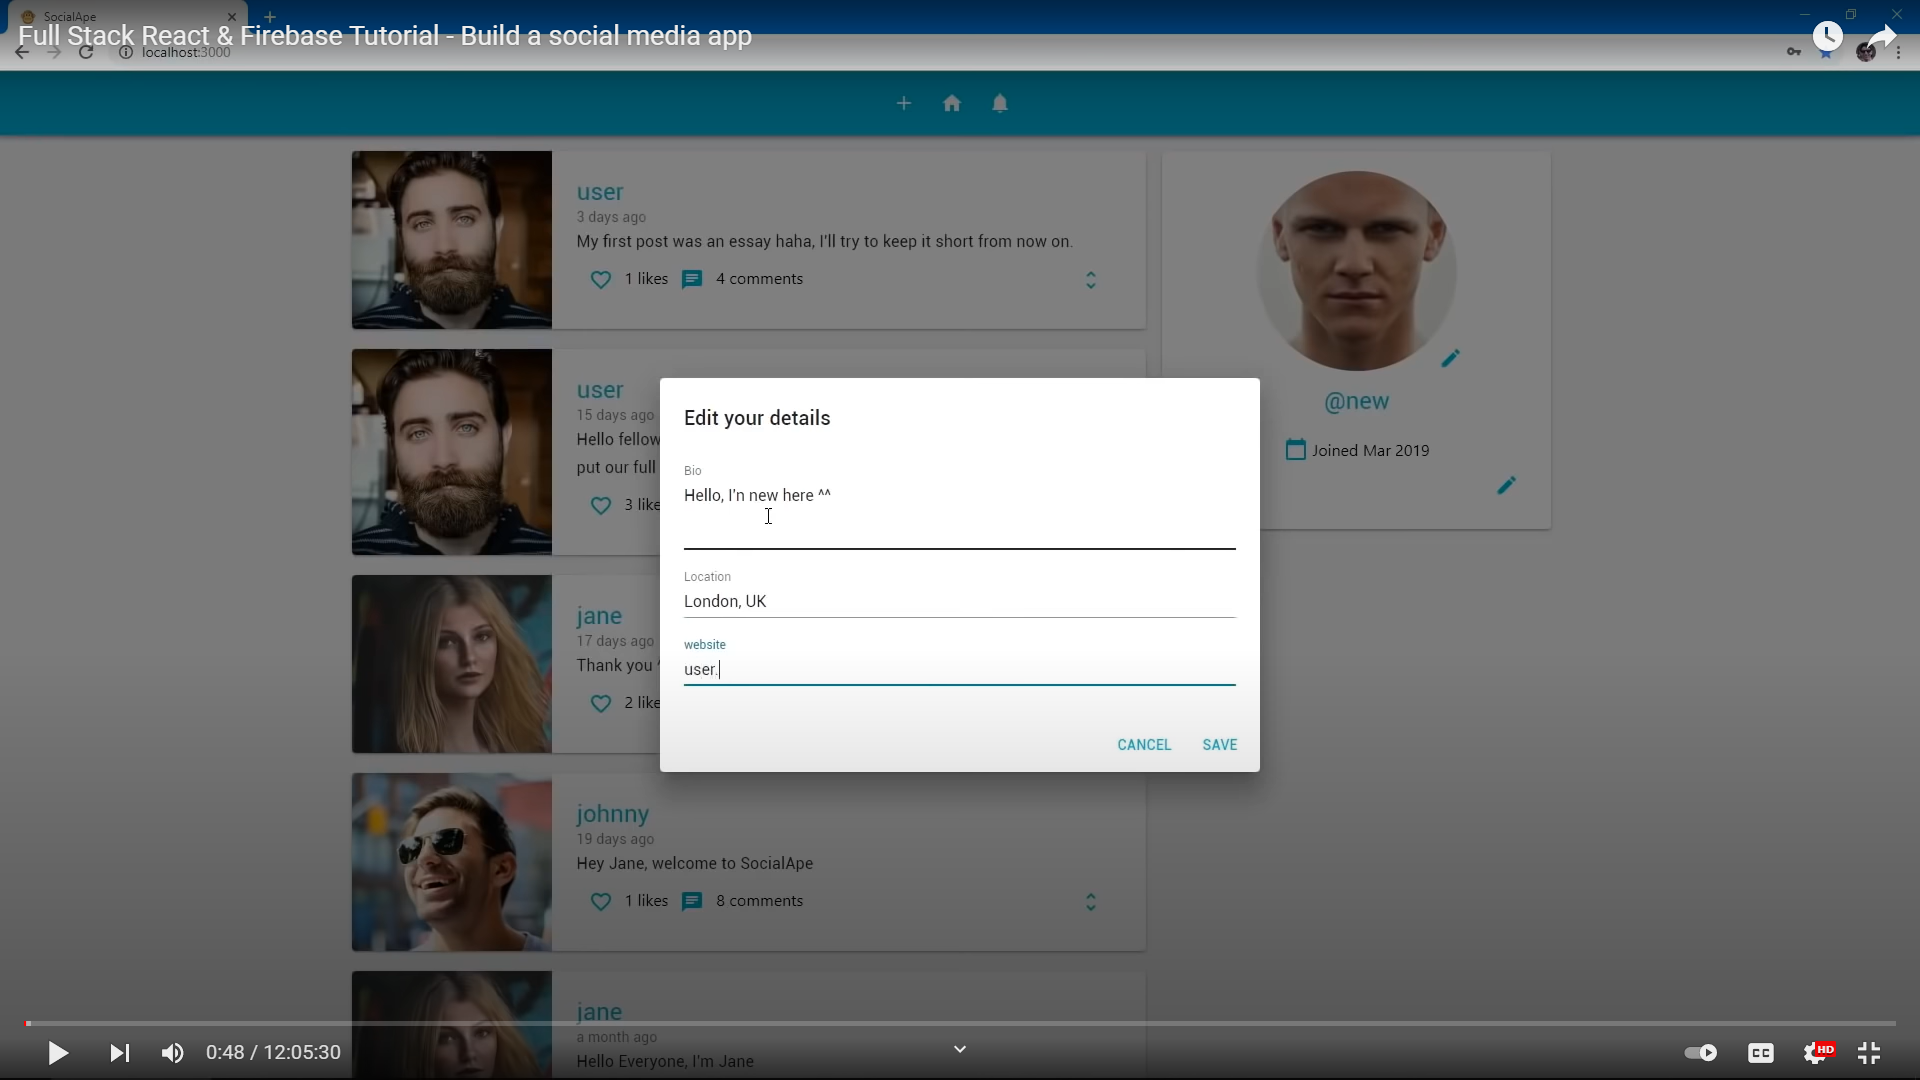 SocialApe
Full Stack React & Firebase Tutorial - Build a social media app
localhost:3000
user
3 days ago
My first post was an essay haha, I'll try to keep it short from now on.
1 likes 4 comments
user
15 days ago
Hello fellow
put our full
3 like
jane
17 days ago
Thank you
2 like
johnny
19 days ago
Hey Jane, welcome to SocialApe
1 likes 8 comments
jane
a month ago
Hello Everyone, I'm Jane
@new
Joined Mar 2019
Edit your details
Bio
Hello, I'n new here ^^
Location
London, UK
website
user.
CANCEL SAVE
0:48 / 12:05:30
CC
HD